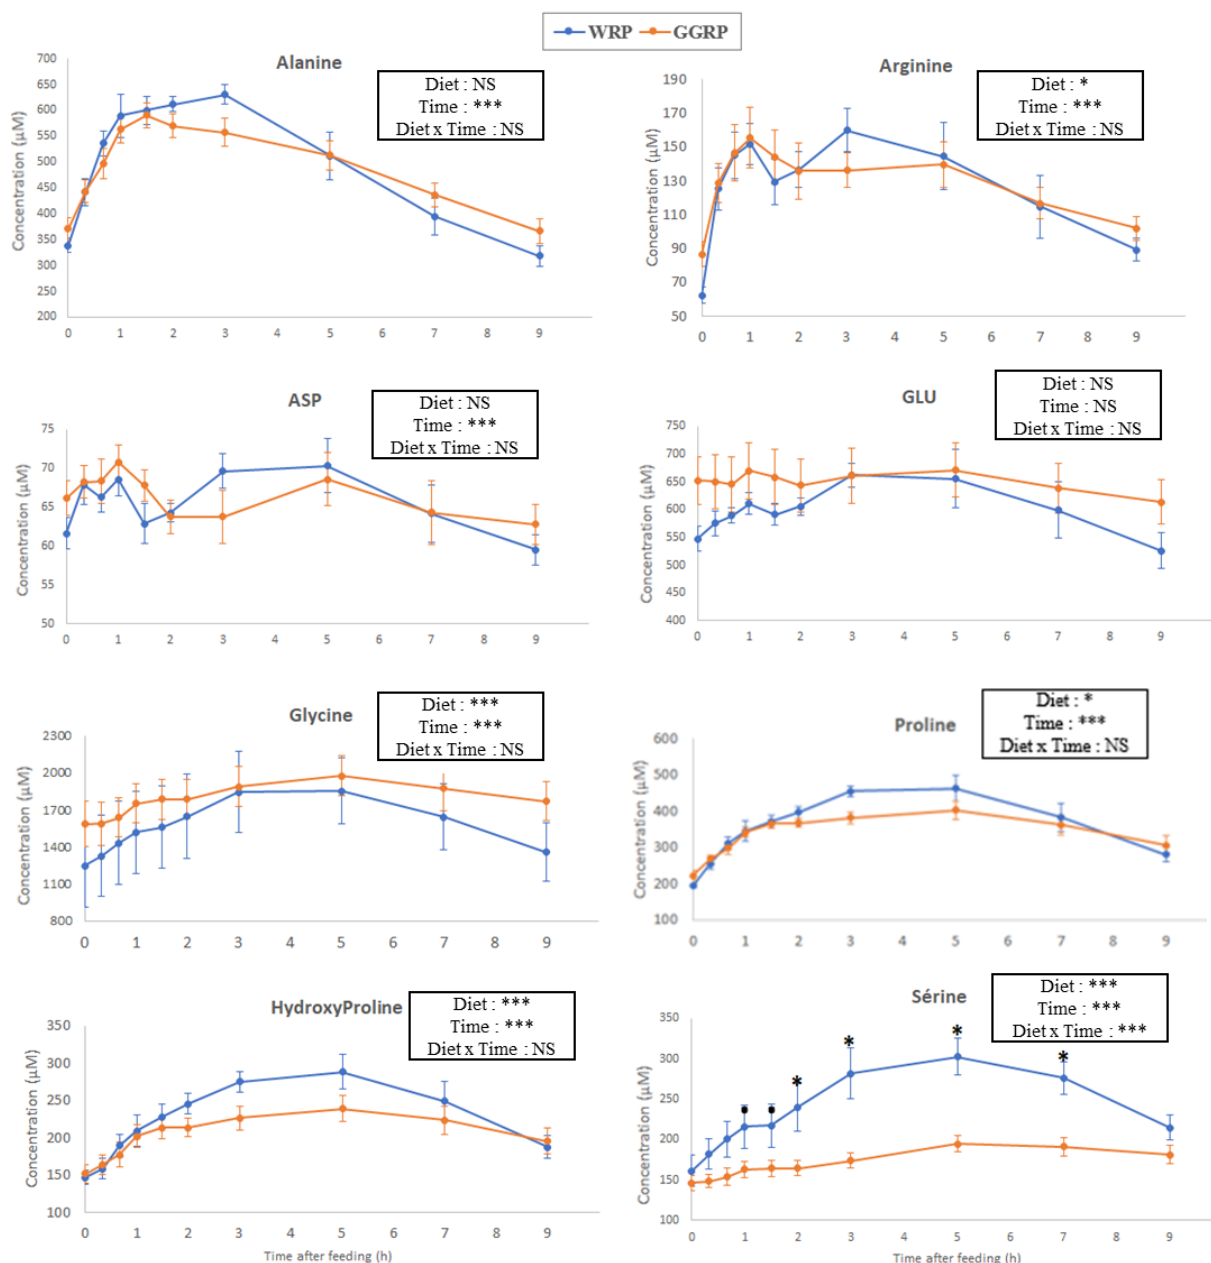 WRP GGRP
Alanine
Diet : NS
Time : ***
Diet x Time : NS
Concentration (µM)
700
650
600
550
500
450
400
350
300
250
200
0 1 2 3 4 5 6 7 8 9
Arginine
Diet : *
Time : ***
Diet x Time : NS
Concentration (µM)
190
170
150
130
110
90
70
50
0 1 2 3 4 5 6 7 8 9
ASP
Diet : NS
Time : ***
Diet x Time : NS
Concentration (µM)
75
70
65
60
55
50
0 1 2 3 4 5 6 7 8 9
GLU
Diet : NS
Time : NS
Diet x Time : NS
Concentration (µM)
750
700
650
600
550
500
450
400
0 1 2 3 4 5 6 7 8 9
Glycine
Diet : ***
Time : ***
Diet x Time : NS
Concentration (µM)
2300
2000
1700
1400
1100
800
0 1 2 3 4 5 6 7 8 9
Proline
Diet : *
Time : ***
Diet x Time : NS
Concentration (µM)
600
500
400
300
200
100
0 1 2 3 4 5 6 7 8 9
HydroxyProline
Diet : ***
Time : ***
Diet x Time : NS
Concentration (µM)
350
300
250
200
150
100
0 1 2 3 4 5 6 7 8 9
Time after feeding (h)
Sérine
Diet : ***
Time : ***
Diet x Time : ***
Concentration (µM)
350
300
250
200
150
100
* * * *
0 1 2 3 4 5 6 7 8 9
Time after feeding (h)